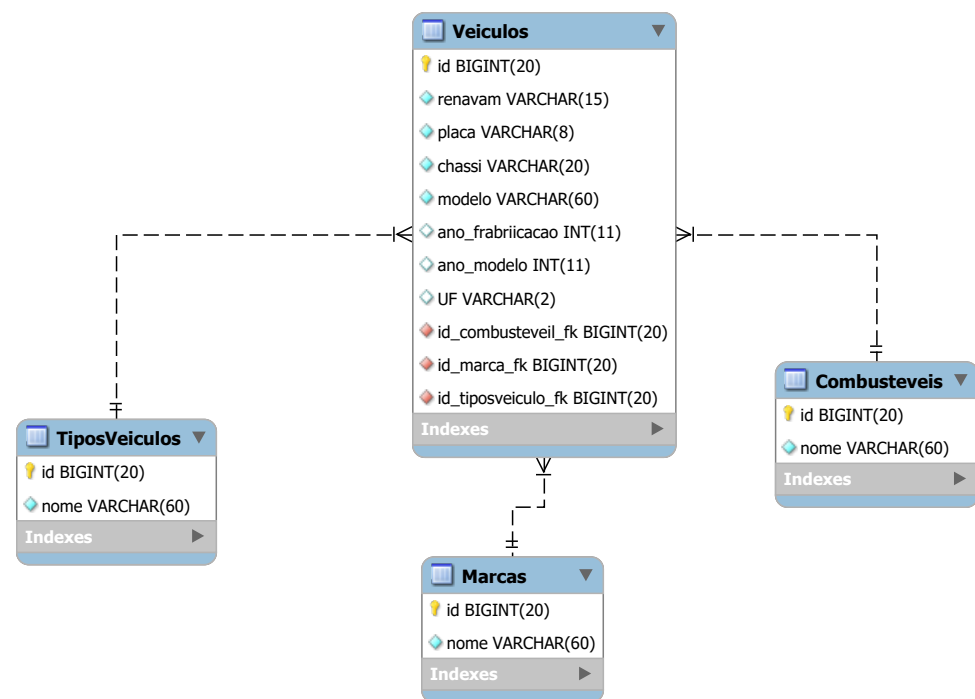 Veiculos
id BIGINT(20)
renavam VARCHAR(15)
placa VARCHAR(8)
chassi VARCHAR(20)
modelo VARCHAR(60)
ano_frabriicacao INT(11)
ano_modelo INT(11)
UF VARCHAR(2)
id_combusteveil_fk BIGINT(20)
id_marca_fk BIGINT(20)
id_tiposveiculo_fk BIGINT(20)
Indexes
TiposVeiculos
id BIGINT(20)
nome VARCHAR(60)
Indexes
Combusteveis
id BIGINT(20)
nome VARCHAR(60)
Indexes
Marcas
id BIGINT(20)
nome VARCHAR(60)
Indexes